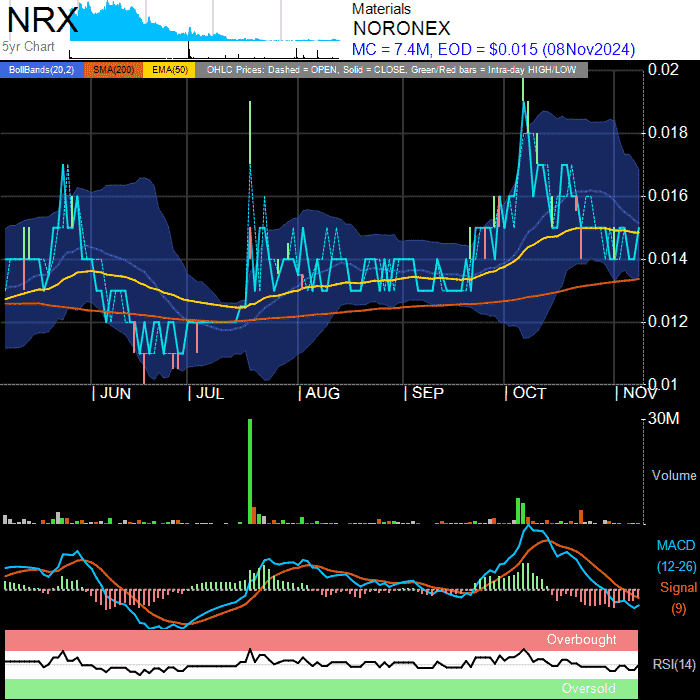 NRX
5yr Chart
Materials
NORONEX
MC = 7.4M, EOD = $0.015 (08Nov2024)
BollBands(20,2) SMA(200) EMA(50) OHLC Prices: Dashed = OPEN, Solid = CLOSE, Green/Red bars = Intra-day HIGH/LOW
0.02
0.018
0.016
0.014
0.012
0.01
| JUN | JUL | AUG | SEP | OCT | NOV
30M
Volume
MACD
(12-26)
Signal
(9)
Overbought
RSI(14)
Oversold